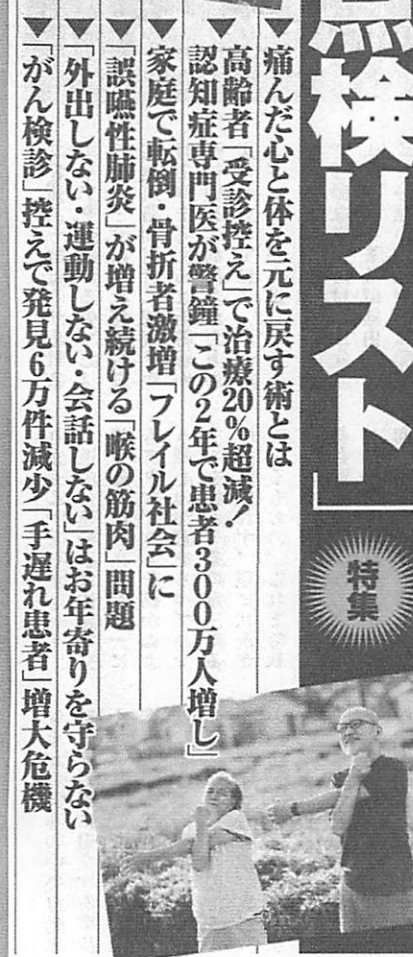 点検リスト」
特集
▼痛んだ心と体を元に戻す術とは
▼高齢者「受診控え」で治療20%超減!
認知症専門医が警鐘「この2年で患者300万人増し」
▼家庭で転倒・骨折者激増「フレイル社会」に
▼「誤嚥性肺炎」が増え続ける「喉の筋肉」問題
▼「外出しない・運動しない・会話しない」はお年寄りを守らない
▼「がん検診」控えで発見6万件減少「手遅れ患者」増大危機